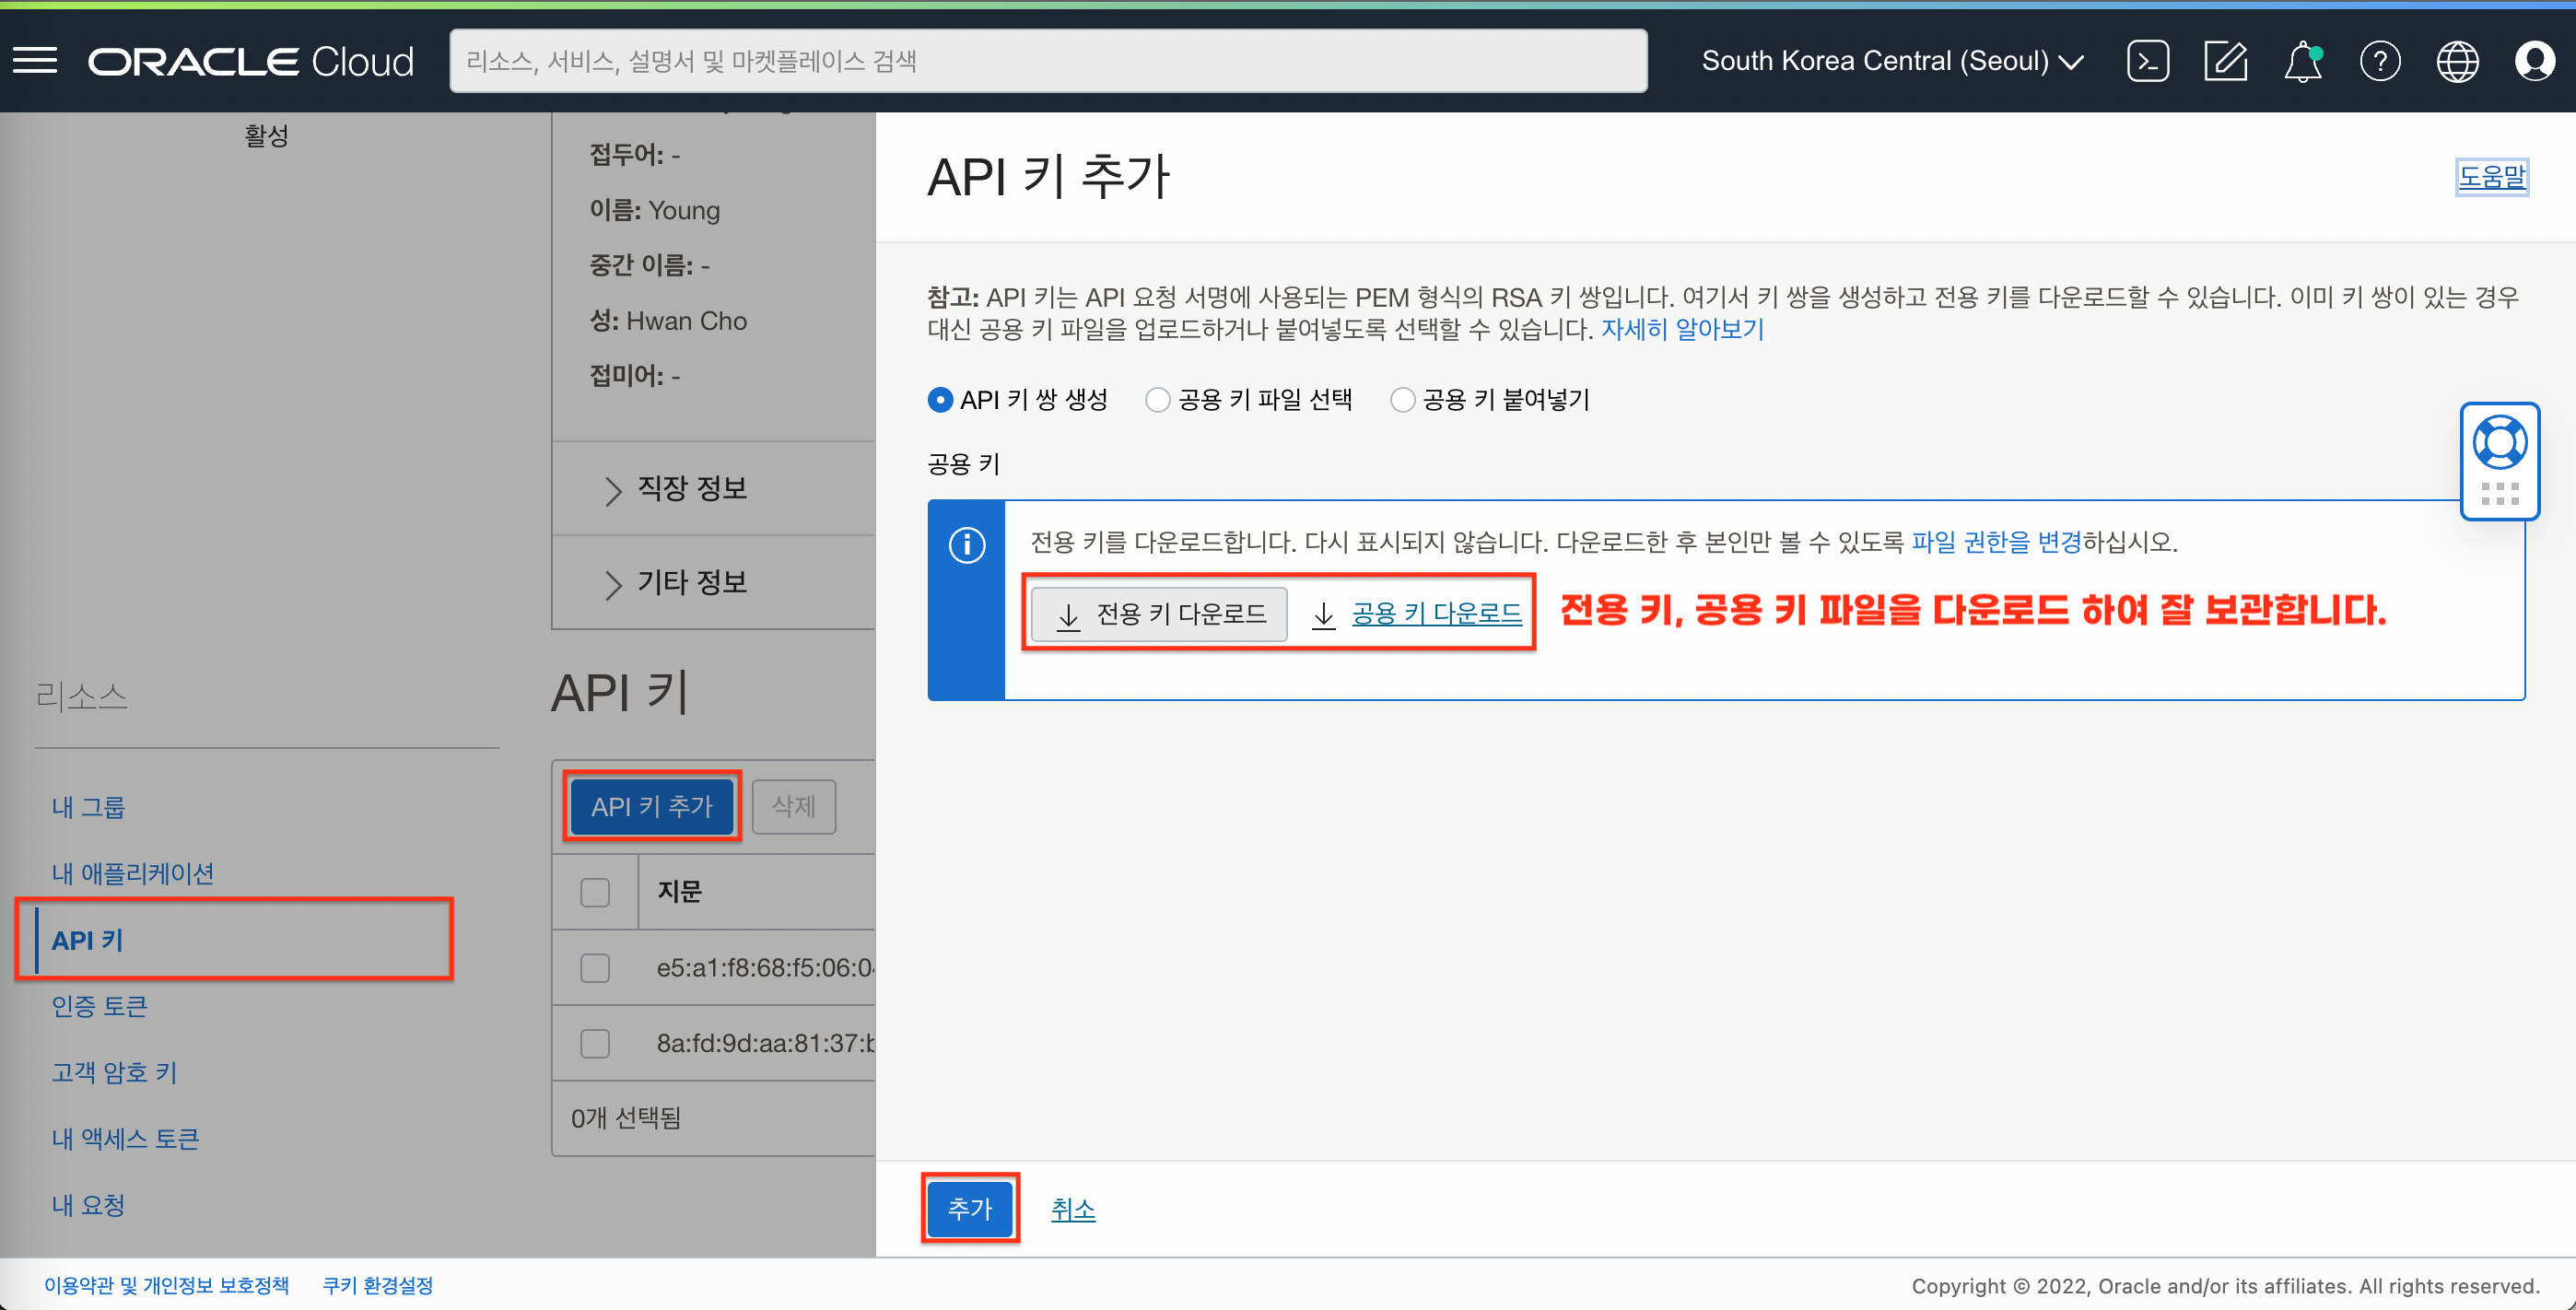 ORACLE Cloud
리소스, 서비스, 설명서 및 마켓플레이스 검색
South Korea Central (Seoul)
활성
접두어: -
이름: Young
중간 이름: -
성: Hwan Cho
접미어: -
직장 정보
기타 정보
리소스
내 그룹
내 애플리케이션
API 키
인증 토큰
고객 암호 키
내 액세스 토큰
내 요청
API 키
API 키 추가
삭제
지문
e5:a1:f8:68:f5:06:0
8a:fd:9d:aa:81:37:
0개 선택됨
API 키 추가
도움말
참고: API 키는 API 요청 서명에 사용되는 PEM 형식의 RSA 키 쌍입니다. 여기서 키 쌍을 생성하고 전용 키를 다운로드할 수 있습니다. 이미 키 쌍이 있는 경우
대신 공용 키 파일을 업로드하거나 붙여넣도록 선택할 수 있습니다. 자세히 알아보기
API 키 쌍 생성
공용 키 파일 선택
공용 키 붙여넣기
공용 키
전용 키를 다운로드합니다. 다시 표시되지 않습니다. 다운로드한 후 본인만 볼 수 있도록 파일 권한을 변경하십시오.
전용 키 다운로드
공용 키 다운로드
전용 키, 공용 키 파일을 다운로드 하여 잘 보관합니다.
추가
취소
이용약관 및 개인정보 보호정책
쿠키 환경설정
Copyright © 2022, Oracle and/or its affiliates. All rights reserved.